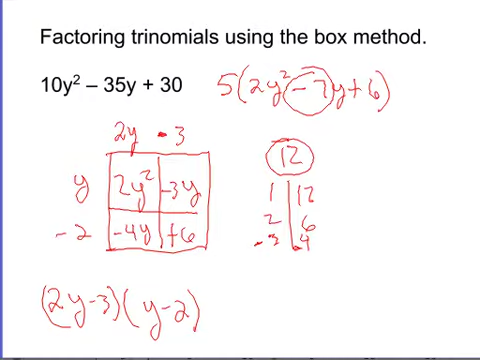 Factoring trinomials using the box method.
10y² – 35y + 30
5(2y² - 7y + 6)
2y - 3
y
2y²
-3y
- 2
-4y
+6
12
1 12
2 6
-3 -4
(2y-3)(y-2)